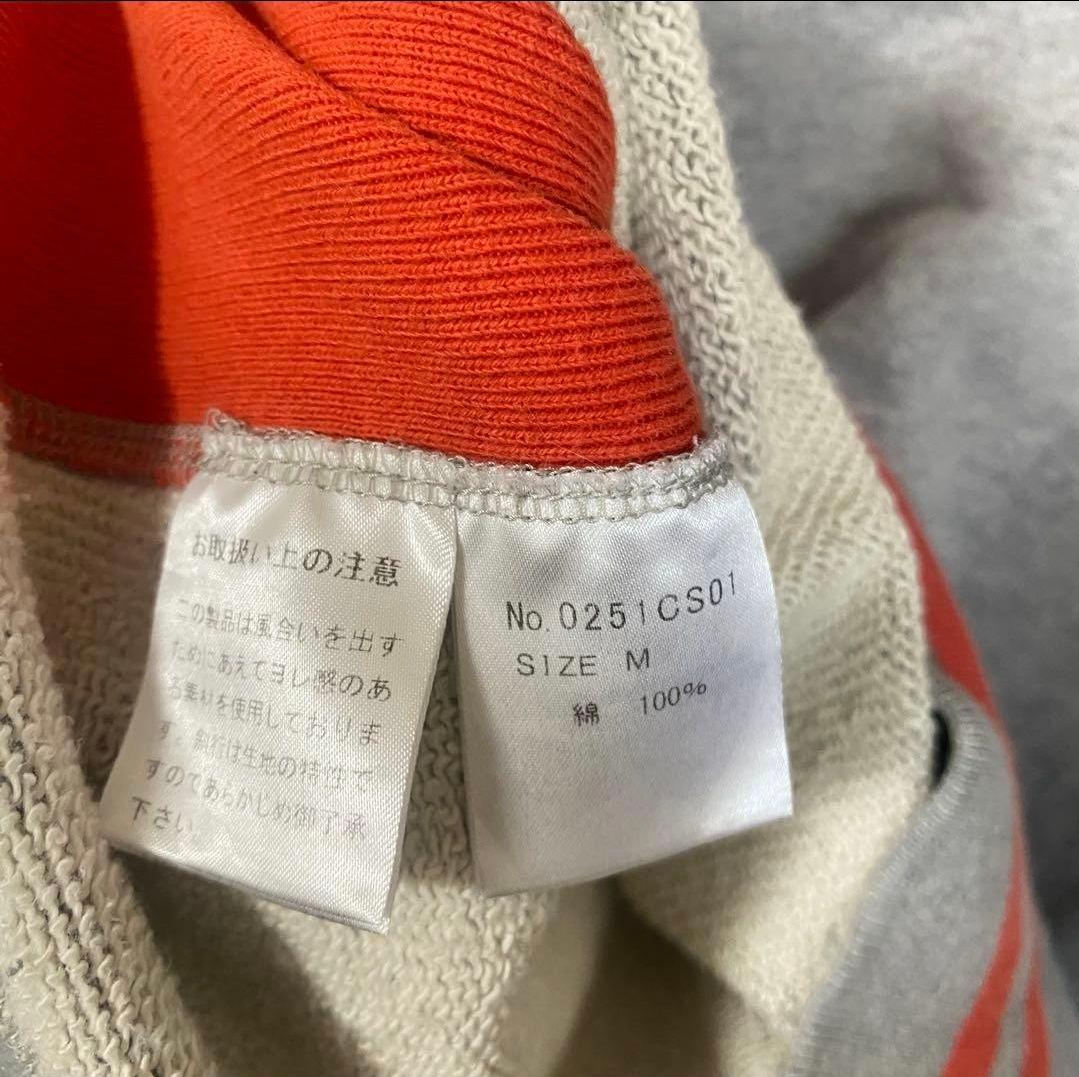 お取扱い上の注意
この製品は風合いを出す
ためにあえてヨレ感のあ
る素材を使用しておりま
す。斜行は生地の特性で
すのであらかじめ御了承
下さい。
No.0251CS01
SIZE M
綿 100%